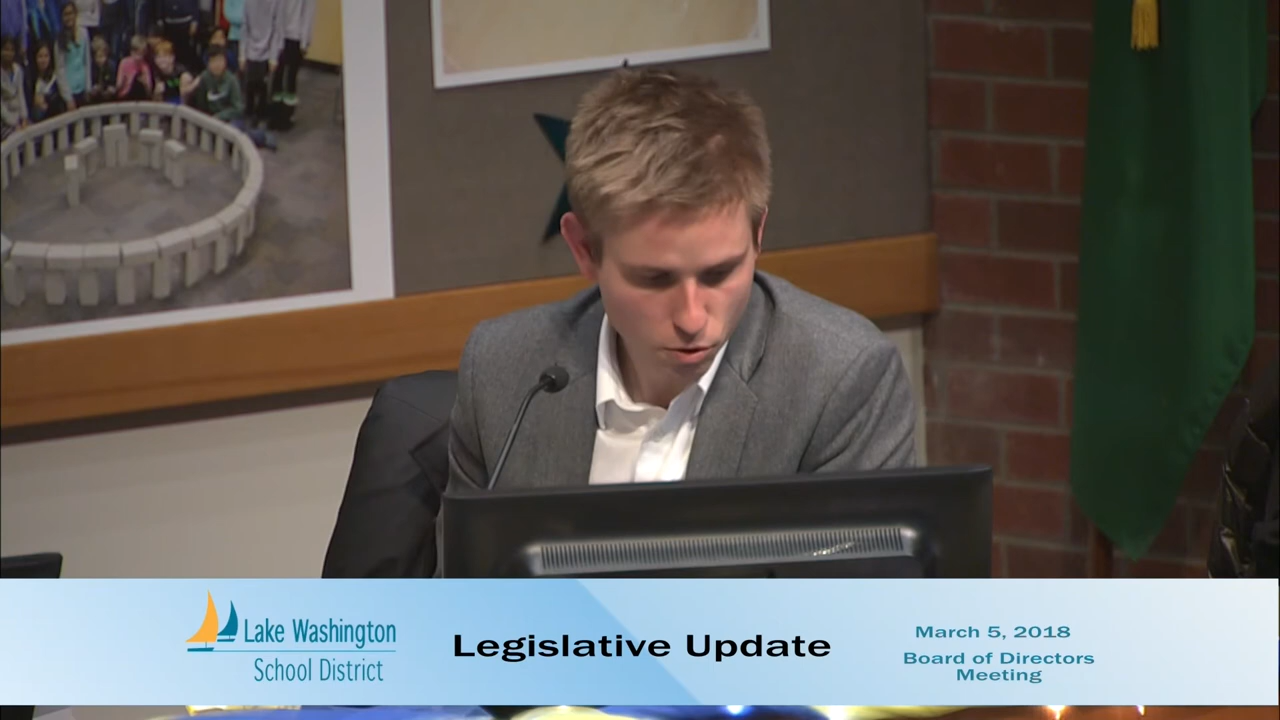 Lake Washington
School District
Legislative Update
March 5, 2018
Board of Directors
Meeting